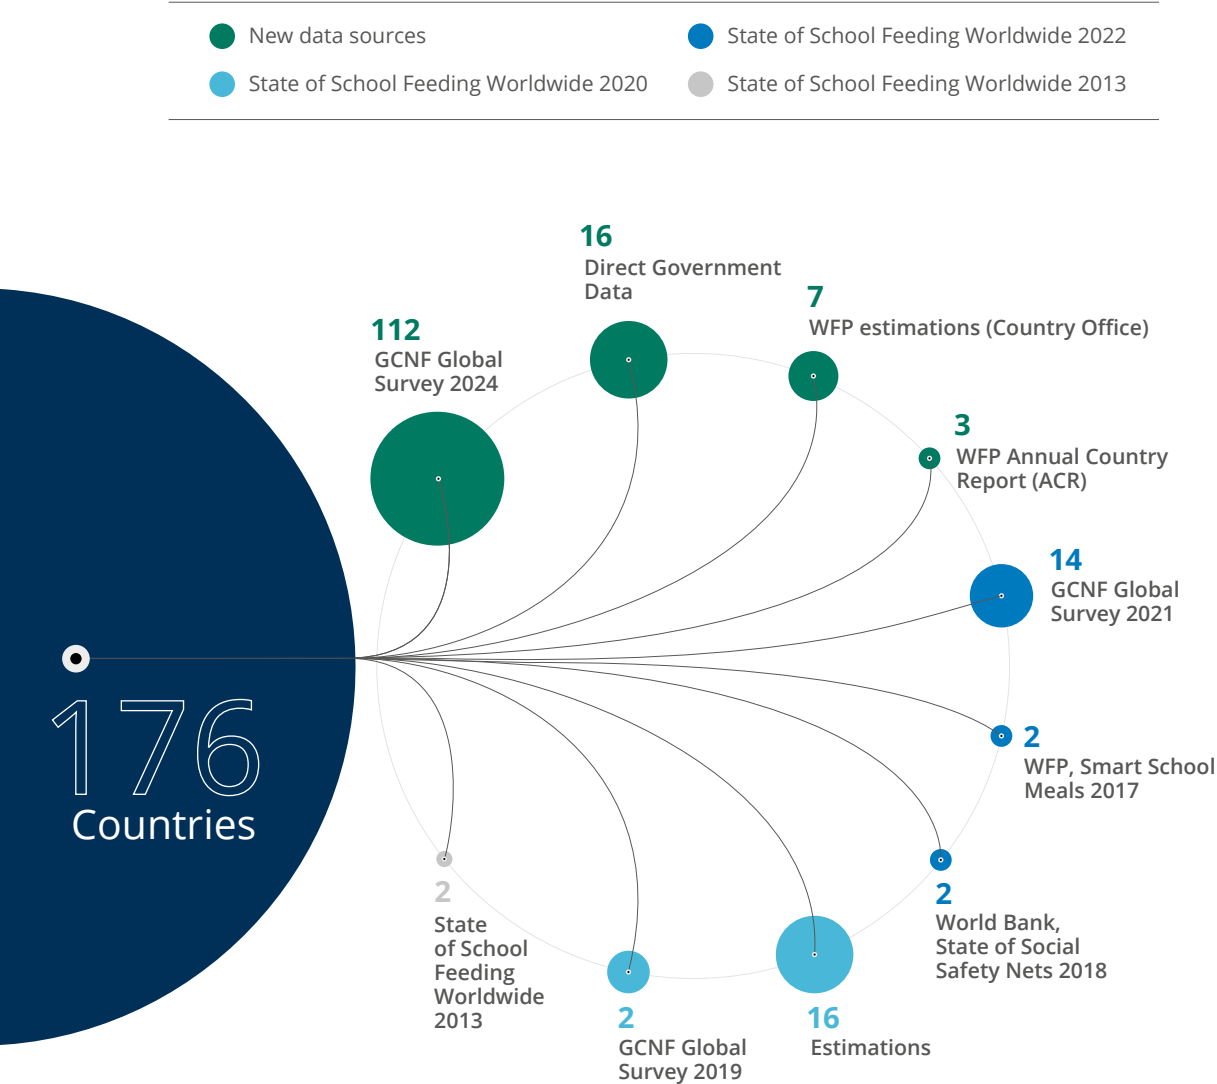 New data sources
State of School Feeding Worldwide 2022
State of School Feeding Worldwide 2020
State of School Feeding Worldwide 2013
16
Direct Government
Data
7
WFP estimations (Country Office)
112
GCNF Global
Survey 2024
3
WFP Annual Country
Report (ACR)
14
GCNF Global
Survey 2021
176
Countries
2
WFP, Smart School
Meals 2017
2
World Bank,
State of Social
Safety Nets 2018
16
Estimations
2
GCNF Global
Survey 2019
2
State
of School
Feeding
Worldwide
2013